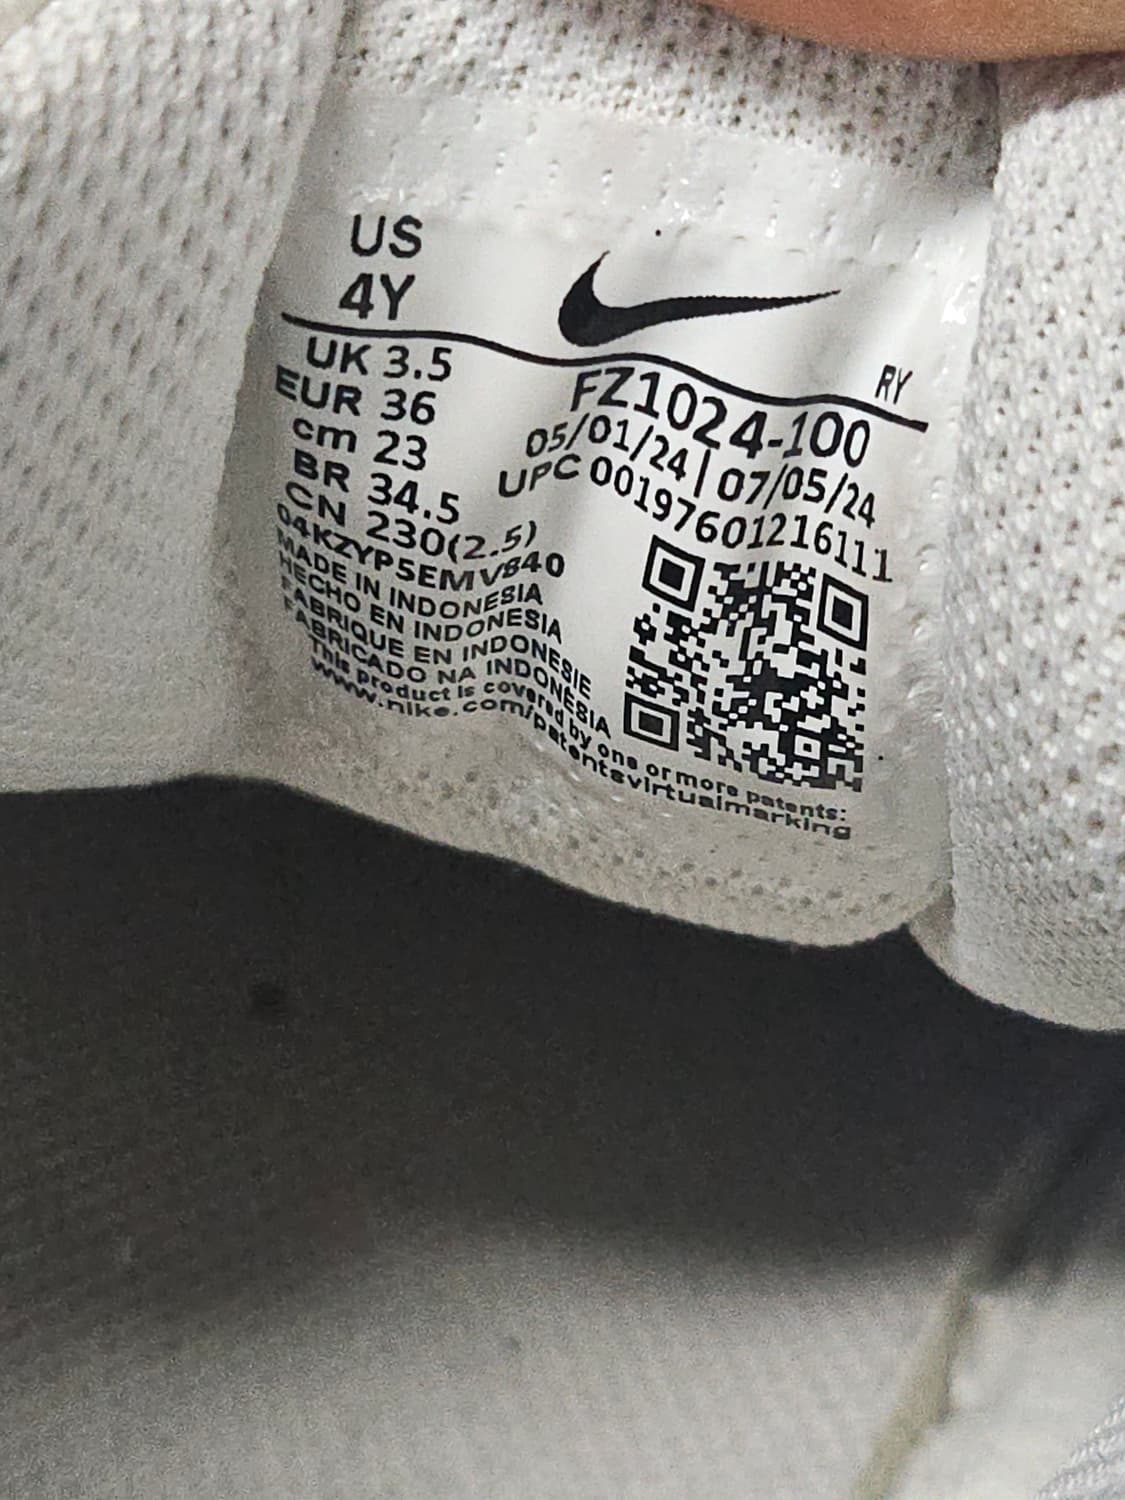 US
4Y
UK 3.5
EUR 36
cm 23
BR 34.5
CN 230(2.5)
04KZYP5EMV840
MADE IN INDONESIA
HECHO EN INDONESIA
FABRIQUE EN INDONESIE
FABRICADO NA INDONÉSIA
This product is covered by one or more patents:
www.nike.com/patentsvirtualmarking
RY
FZ1024-100
05/01/24 | 07/05/24
UPC 00197601216111